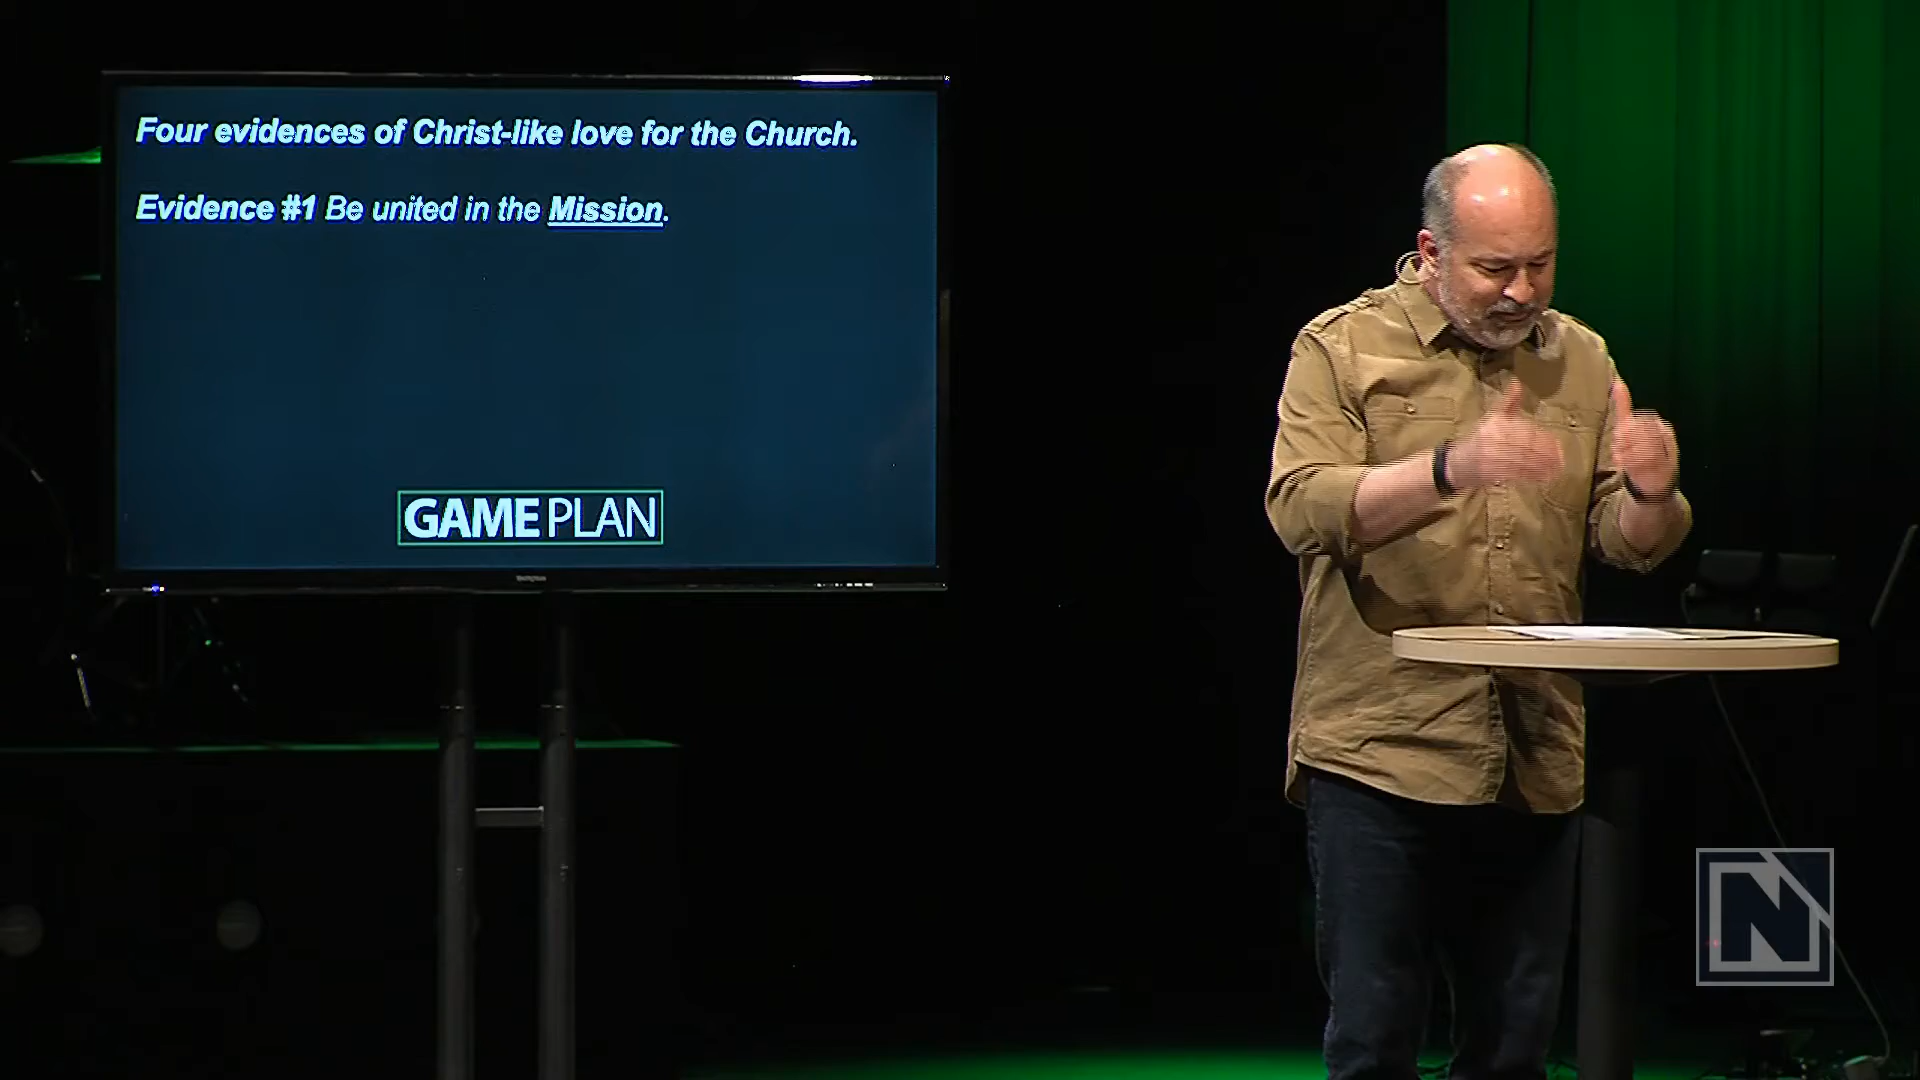 Four evidences of Christ-like love for the Church.
Evidence #1 Be united in the Mission.
GAME PLAN
N